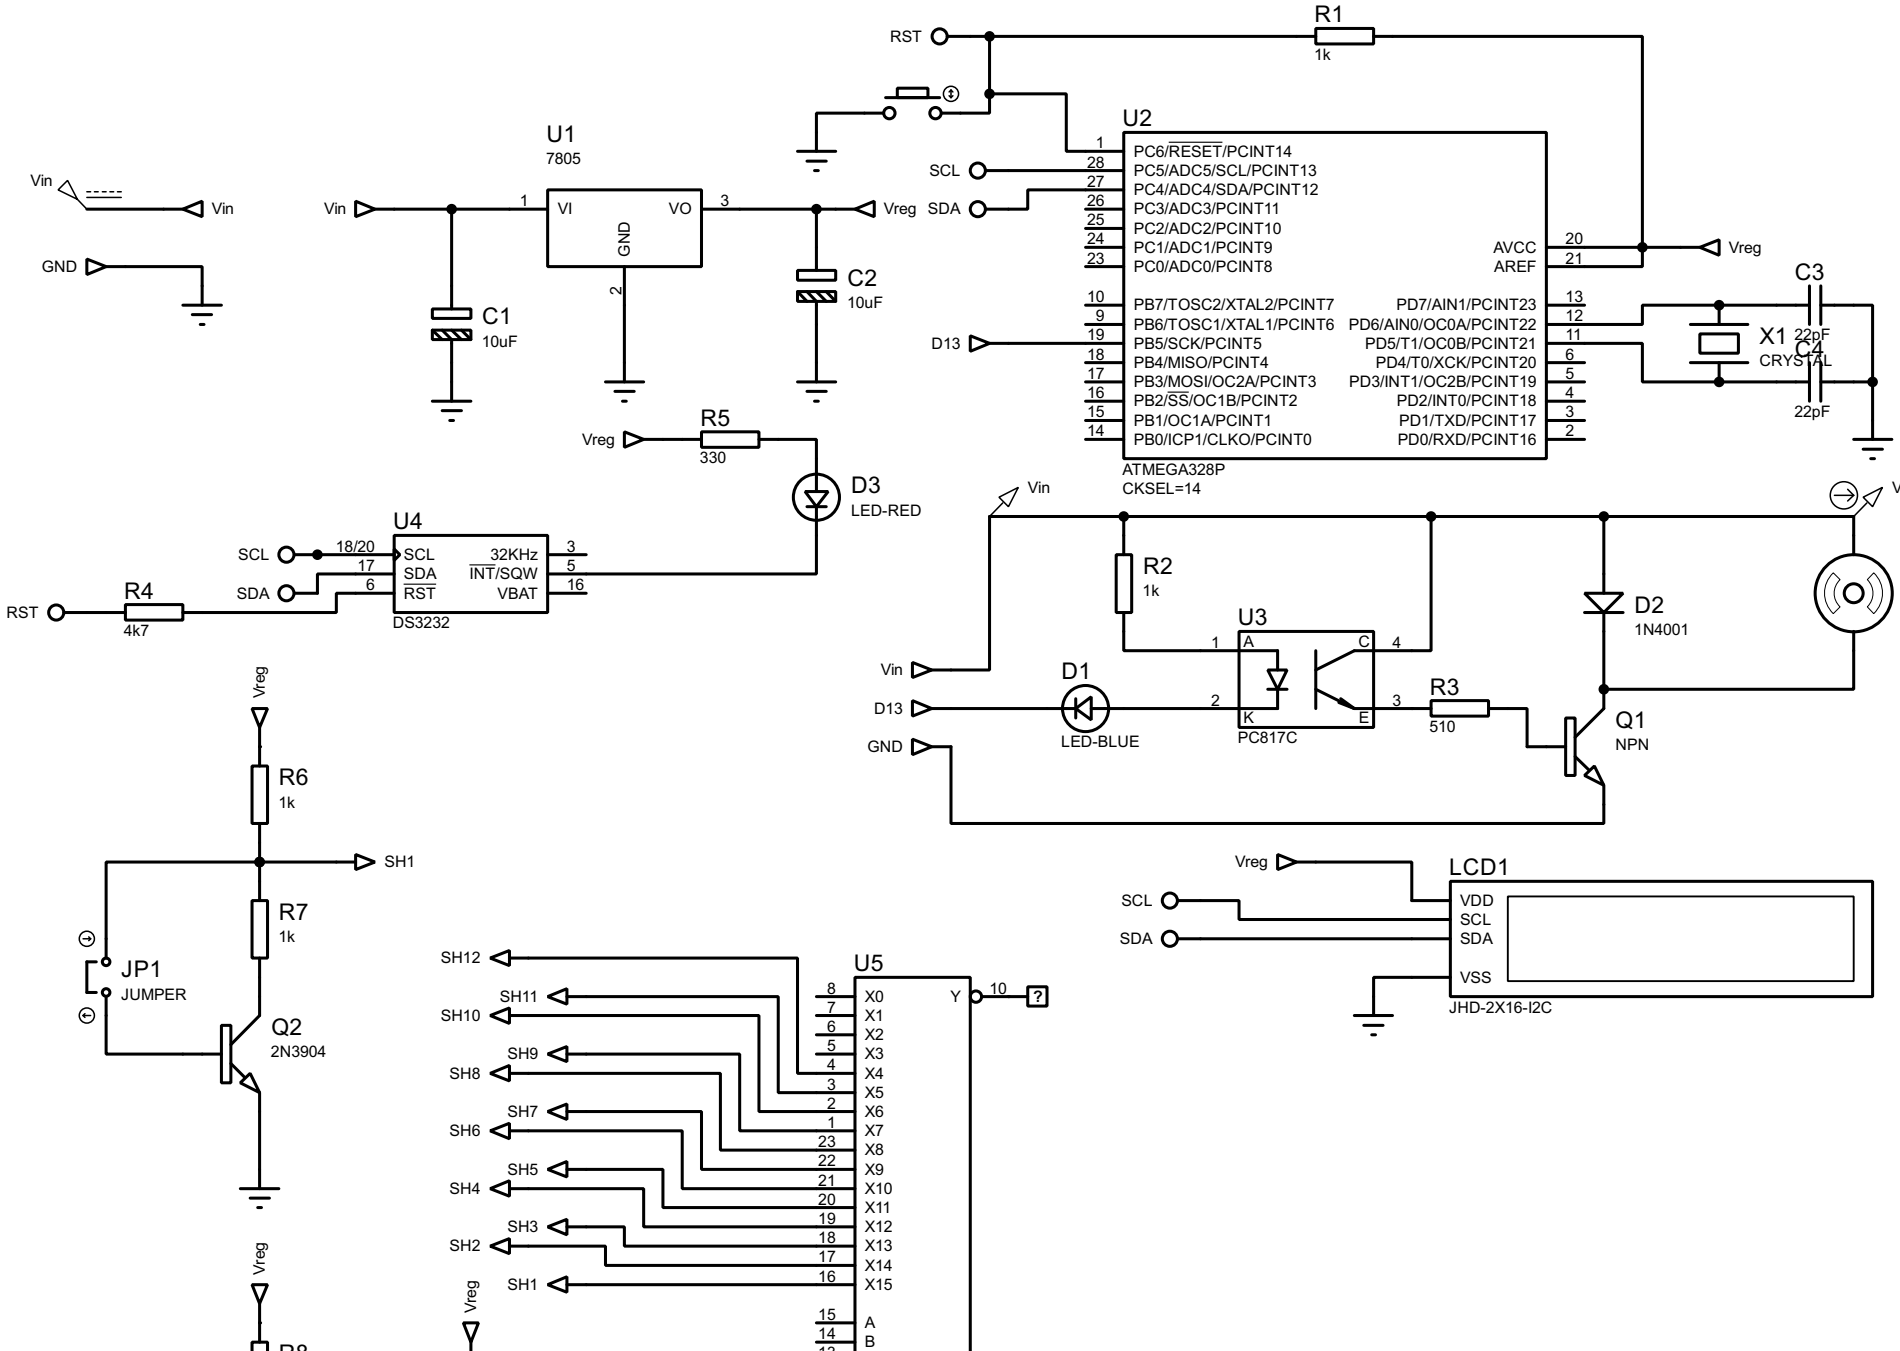 R1
RST
1k
U2
U1
7805
1 PC6/RESET/PCINT14
SCL 28 PC5/ADC5/SCL/PCINT13
SDA 27 PC4/ADC4/SDA/PCINT12
26 PC3/ADC3/PCINT11
25 PC2/ADC2/PCINT10
24 PC1/ADC1/PCINT9
23 PC0/ADC0/PCINT8
10 PB7/TOSC2/XTAL2/PCINT7
9 PB6/TOSC1/XTAL1/PCINT6
D13 19 PB5/SCK/PCINT5
18 PB4/MISO/PCINT4
17 PB3/MOSI/OC2A/PCINT3
16 PB2/SS/OC1B/PCINT2
15 PB1/OC1A/PCINT1
14 PB0/ICP1/CLKO/PCINT0
AVCC 20 Vreg
AREF 21
PD7/AIN1/PCINT23 13
PD6/AIN0/OC0A/PCINT22 12
PD5/T1/OC0B/PCINT21 11
PD4/T0/XCK/PCINT20 6
PD3/INT1/OC2B/PCINT19 5
PD2/INT0/PCINT18 4
PD1/TXD/PCINT17 3
PD0/RXD/PCINT16 2
ATMEGA328P
CKSEL=14
C3
22pF
X1
CRYSTAL
C4
22pF
Vin
Vin
GND
Vin 1 VI VO 3 Vreg
GND
2
C1
10uF
C2
10uF
R5
Vreg
330
D3
LED-RED
U4
SCL 18/20 SCL 32KHz 3
SDA 17 SDA INT/SQW 5
6 RST VBAT 16
DS3232
RST
R4
4k7
Vin
V
R2
1k
U3
1 A C 4
2 K E 3
PC817C
D2
1N4001
Vin
D1
D13
LED-BLUE
GND
R3
510
Q1
NPN
Vreg
R6
1k
SH1
R7
1k
JP1
JUMPER
Q2
2N3904
Vreg
LCD1
SCL
SDA
VDD
SCL
SDA
VSS
JHD-2X16-I2C
U5
SH12
SH11
SH10
SH9
SH8
SH7
SH6
SH5
SH4
SH3
SH2
SH1
8 X0 Y 10 ?
7 X1
6 X2
5 X3
4 X4
3 X5
2 X6
1 X7
23 X8
22 X9
21 X10
20 X11
19 X12
18 X13
17 X14
16 X15
15 A
14 B
13
Vreg
Vreg
R8